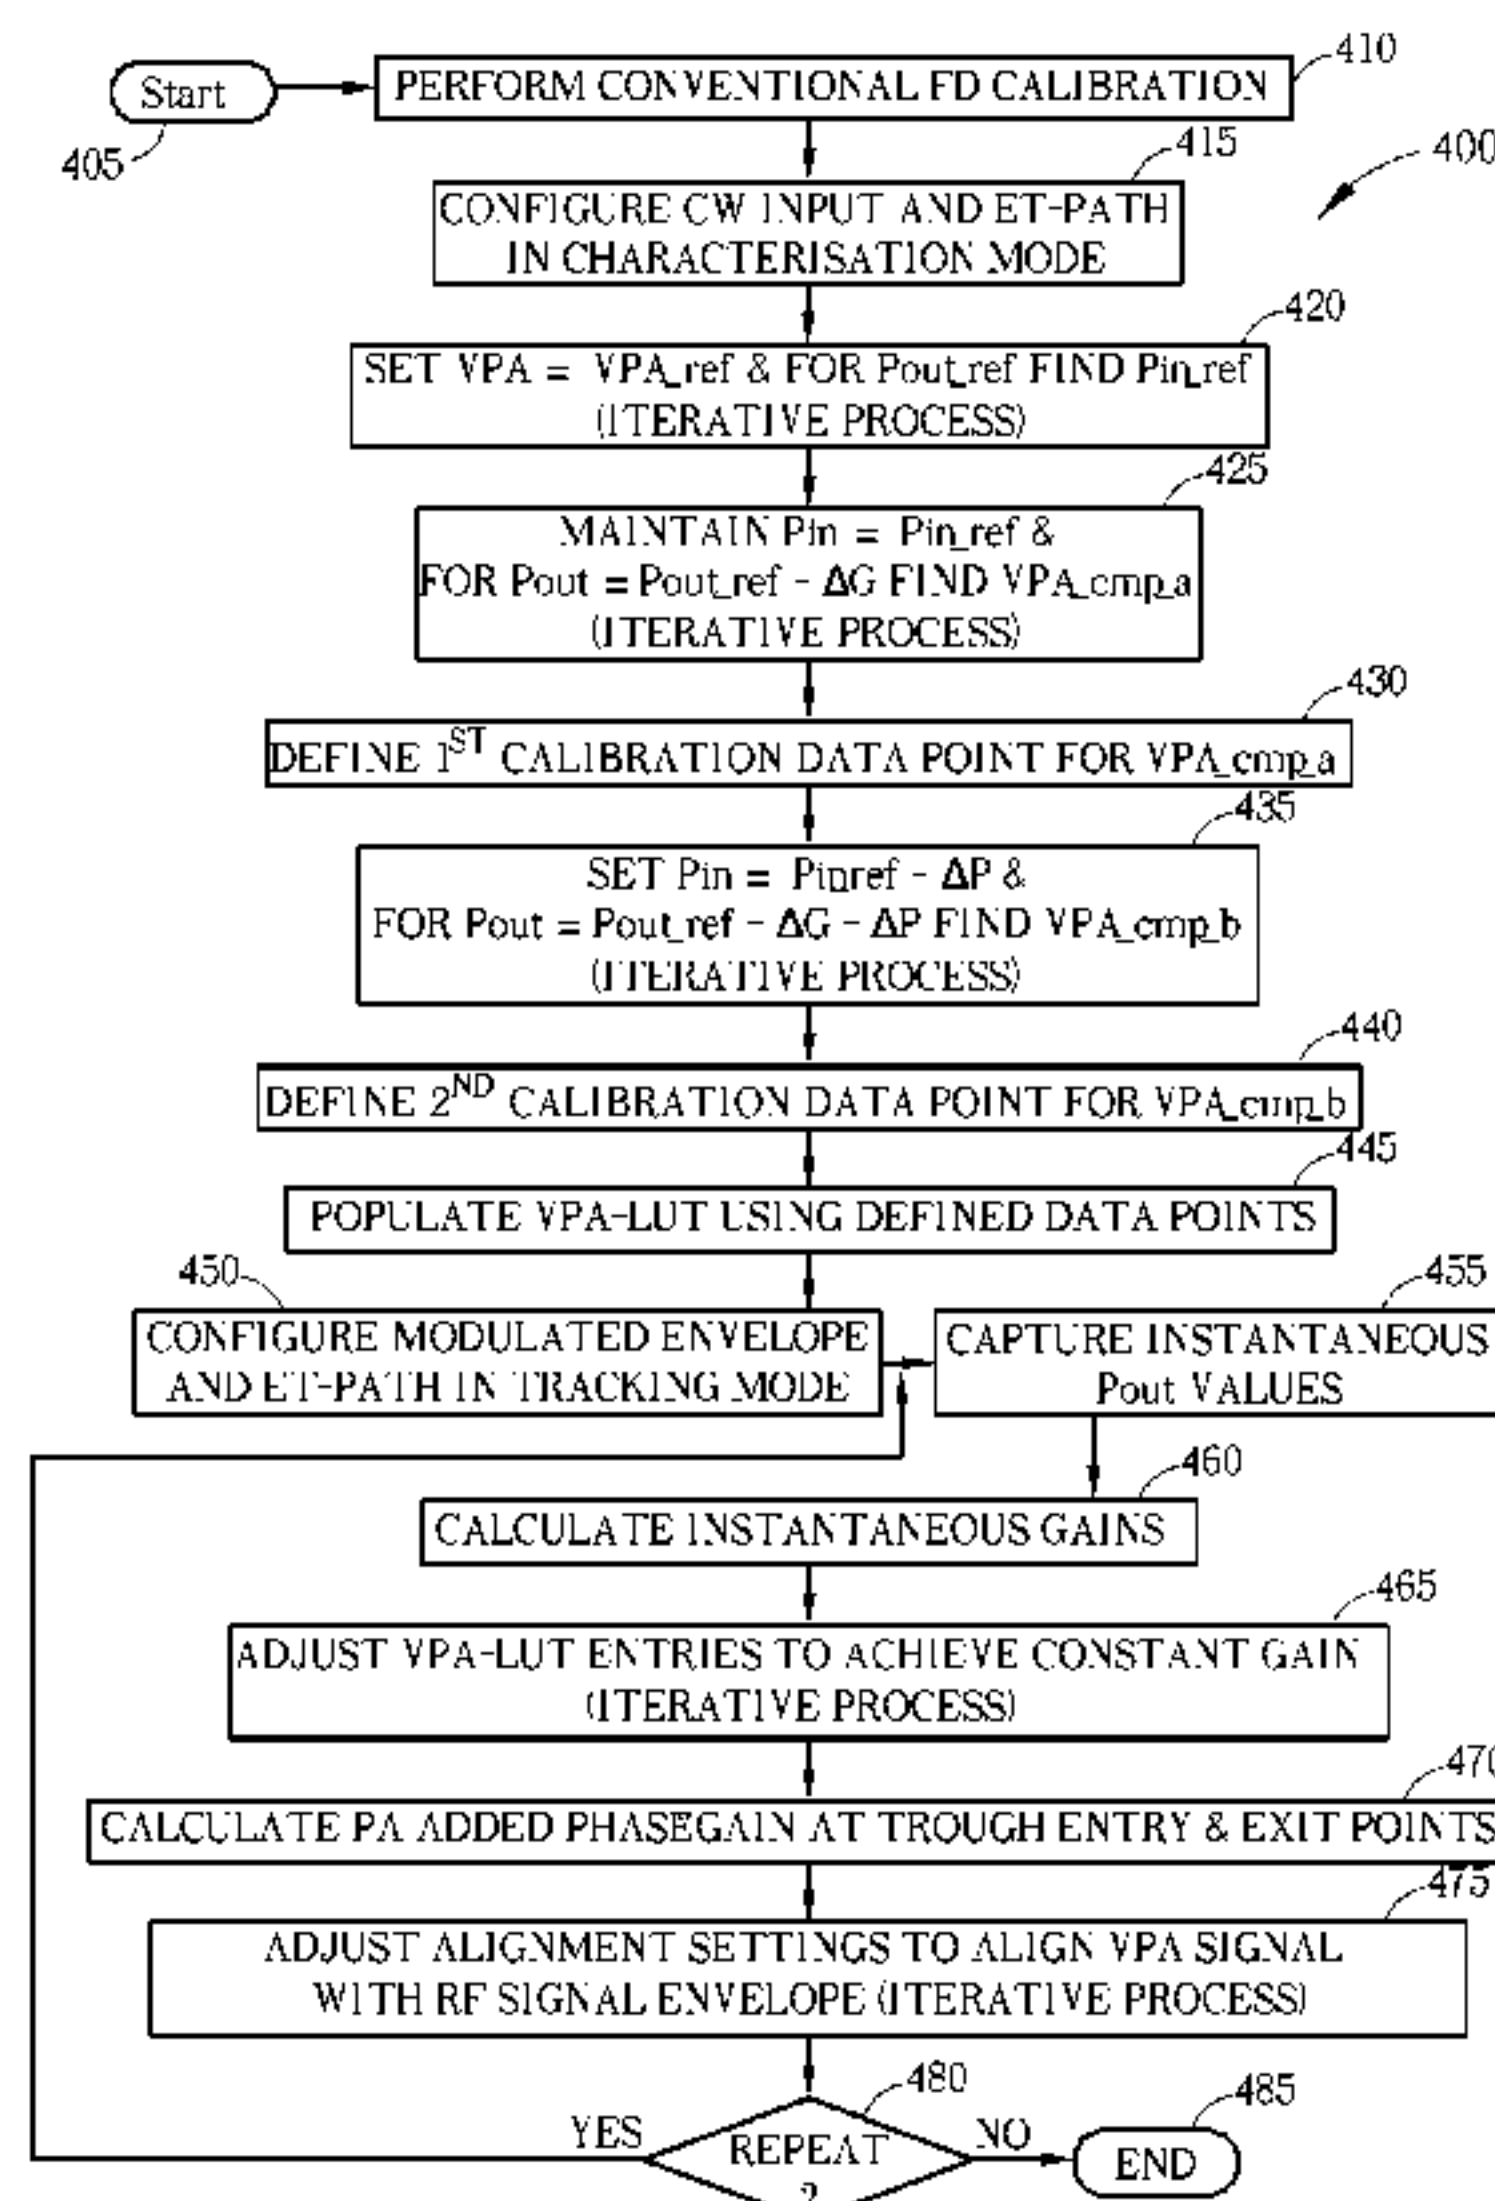 Start
405
PERFORM CONVENTIONAL FD CALIBRATION
410
400
415
CONFIGURE CW INPUT AND ET-PATH
IN CHARACTERISATION MODE
420
SET VPA = VPA_ref & FOR Pout_ref FIND Pin_ref
(ITERATIVE PROCESS)
425
MAINTAIN Pin = Pin_ref &
FOR Pout = Pout_ref - ΔG FIND VPA_cmp_a
(ITERATIVE PROCESS)
430
DEFINE 1ST CALIBRATION DATA POINT FOR VPA_cmp_a
435
SET Pin = Pinref - ΔP &
FOR Pout = Pout_ref - ΔG - ΔP FIND VPA_cmp_b
(ITERATIVE PROCESS)
440
DEFINE 2ND CALIBRATION DATA POINT FOR VPA_cmp_b
445
POPULATE VPA-LUT USING DEFINED DATA POINTS
450
CONFIGURE MODULATED ENVELOPE
AND ET-PATH IN TRACKING MODE
455
CAPTURE INSTANTANEOUS
Pout VALUES
460
CALCULATE INSTANTANEOUS GAINS
465
ADJUST VPA-LUT ENTRIES TO ACHIEVE CONSTANT GAIN
(ITERATIVE PROCESS)
470
CALCULATE PA ADDED PHASEGAIN AT TROUGH ENTRY & EXIT POINTS
475
ADJUST ALIGNMENT SETTINGS TO ALIGN VPA SIGNAL
WITH RF SIGNAL ENVELOPE (ITERATIVE PROCESS)
480
YES
REPEAT
?
NO
485
END